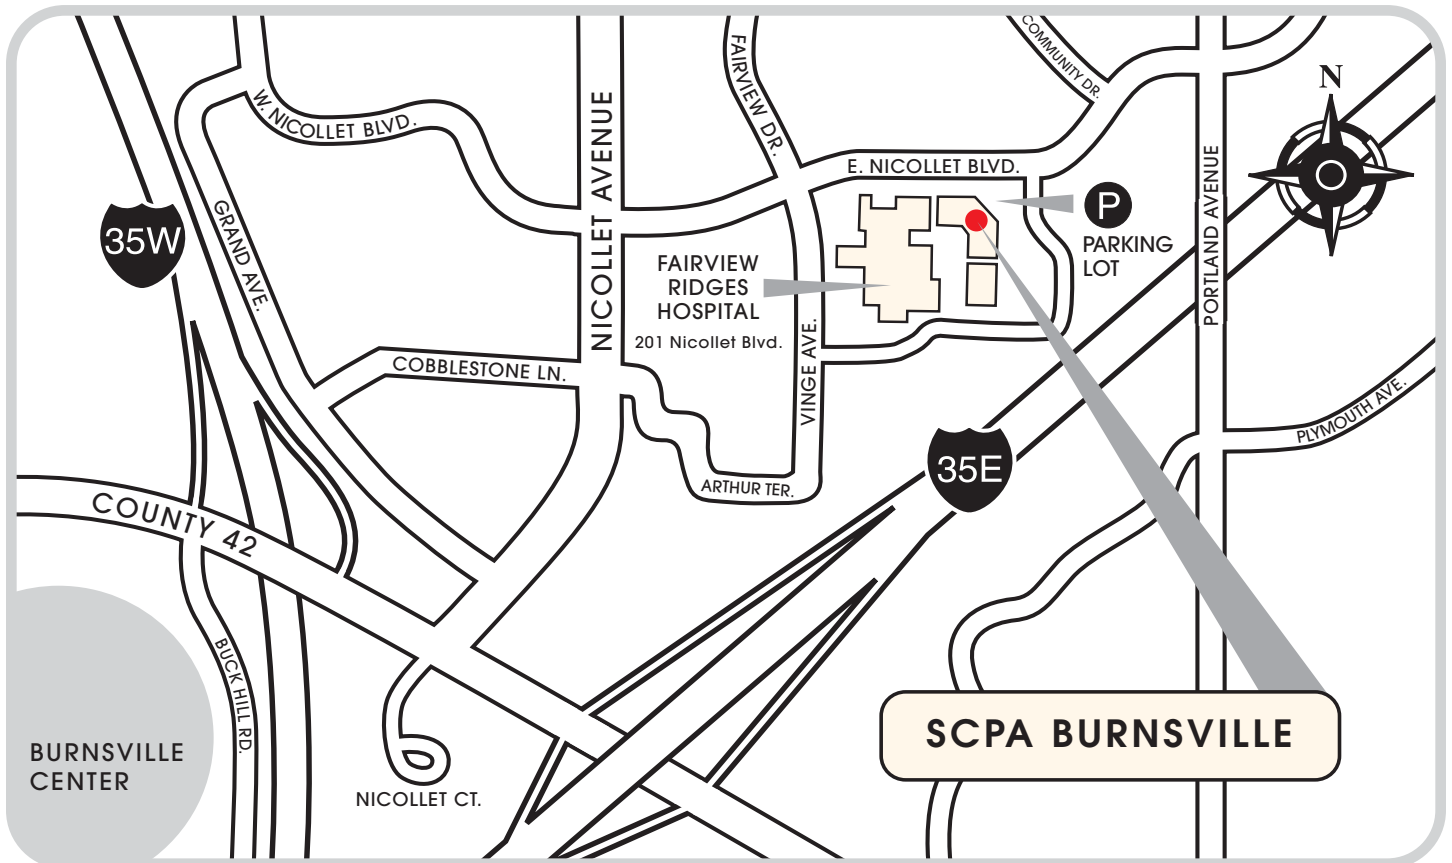 COMMUNITY DR.
FAIRVIEW DR.
N
W. NICOLLET BLVD.
NICOLLET AVENUE
E. NICOLLET BLVD.
PORTLAND AVENUE
P
PARKING
LOT
35W
GRAND AVE.
FAIRVIEW
RIDGES
HOSPITAL
201 Nicollet Blvd.
VINGE AVE.
COBBLESTONE LN.
PLYMOUTH AVE.
35E
ARTHUR TER.
COUNTY 42
BUCK HILL RD.
SCPA BURNSVILLE
BURNSVILLE
CENTER
NICOLLET CT.